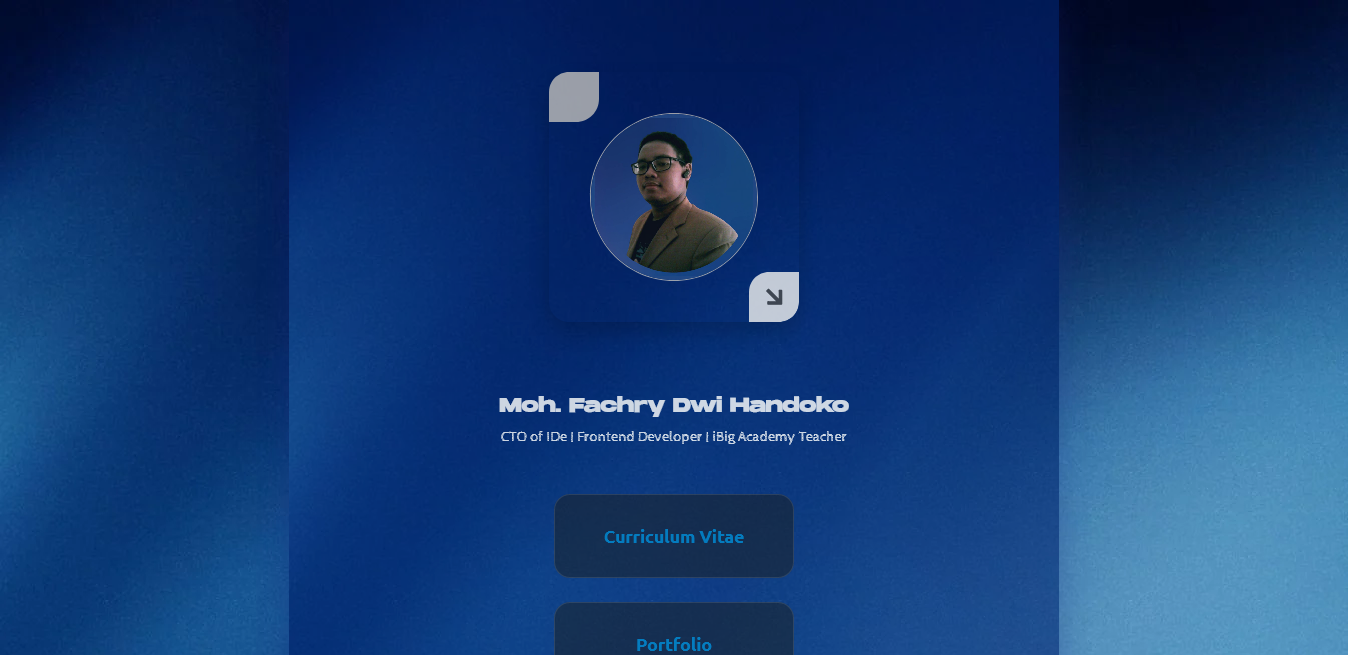 Moh. Fachry Dwi Handoko
CTO of IDe | Frontend Developer | iBig Academy Teacher
Curriculum Vitae
Portfolio